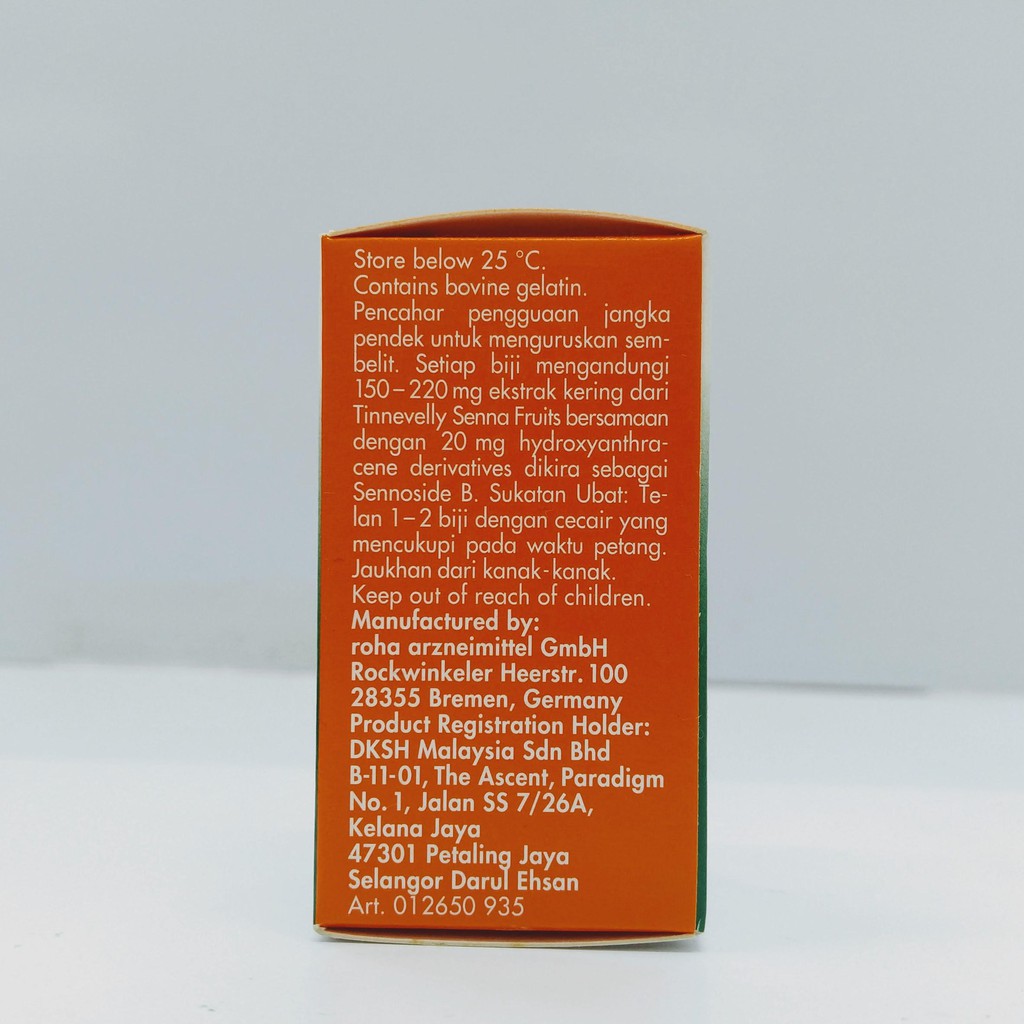 Store below 25 °C.
Contains bovine gelatin.
Pencahar pengguaan jangka
pendek untuk menguruskan sem-
belit. Setiap biji mengandungi
150–220 mg ekstrak kering dari
Tinnevelly Senna Fruits bersamaan
dengan 20 mg hydroxyanthra-
cene derivatives dikira sebagai
Sennoside B. Sukatan Ubat: Te-
lan 1–2 biji dengan cecair yang
mencukupi pada waktu petang.
Jaukhan dari kanak-kanak.
Keep out of reach of children.
Manufactured by:
roha arzneimittel GmbH
Rockwinkeler Heerstr. 100
28355 Bremen, Germany
Product Registration Holder:
DKSH Malaysia Sdn Bhd
B-11-01, The Ascent, Paradigm
No. 1, Jalan SS 7/26A,
Kelana Jaya
47301 Petaling Jaya
Selangor Darul Ehsan
Art. 012650 935